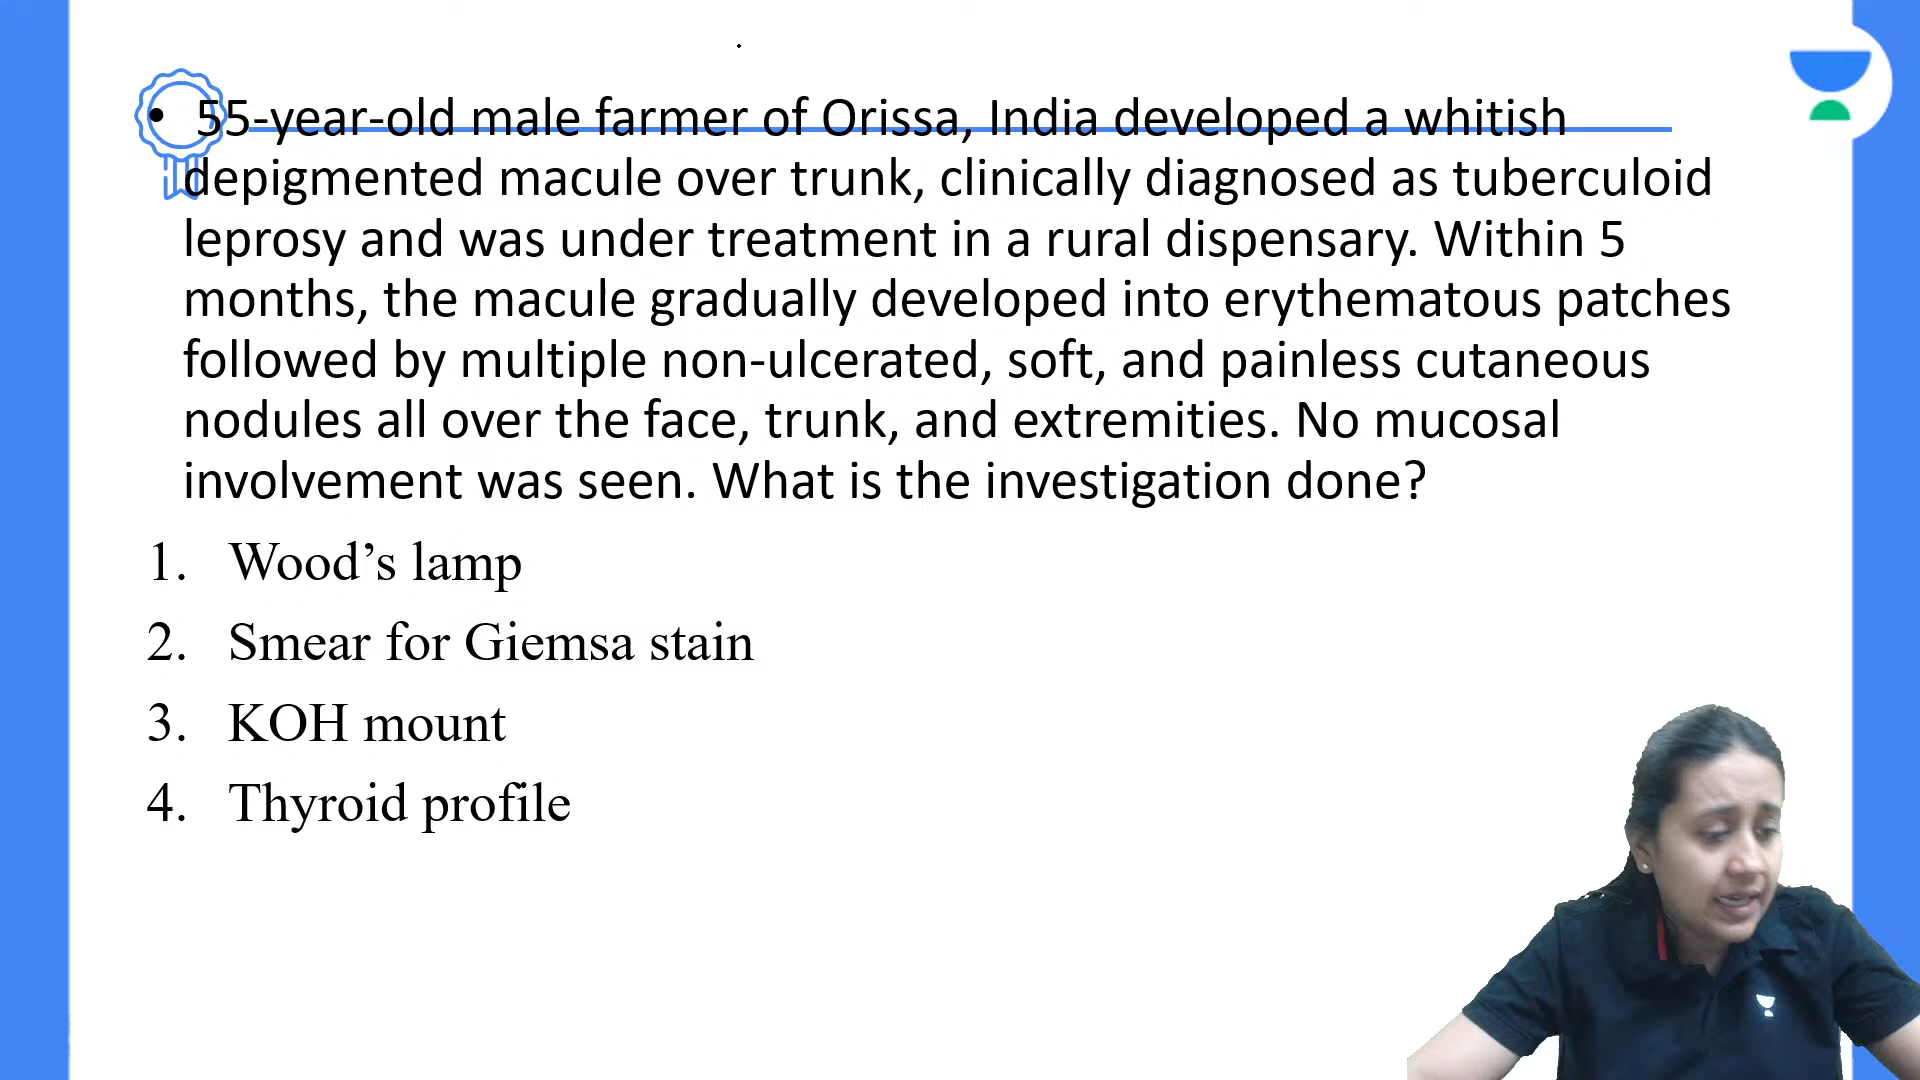 • 55-year-old male farmer of Orissa, India developed a whitish
depigmented macule over trunk, clinically diagnosed as tuberculoid
leprosy and was under treatment in a rural dispensary. Within 5
months, the macule gradually developed into erythematous patches
followed by multiple non-ulcerated, soft, and painless cutaneous
nodules all over the face, trunk, and extremities. No mucosal
involvement was seen. What is the investigation done?
1. Wood’s lamp
2. Smear for Giemsa stain
3. KOH mount
4. Thyroid profile